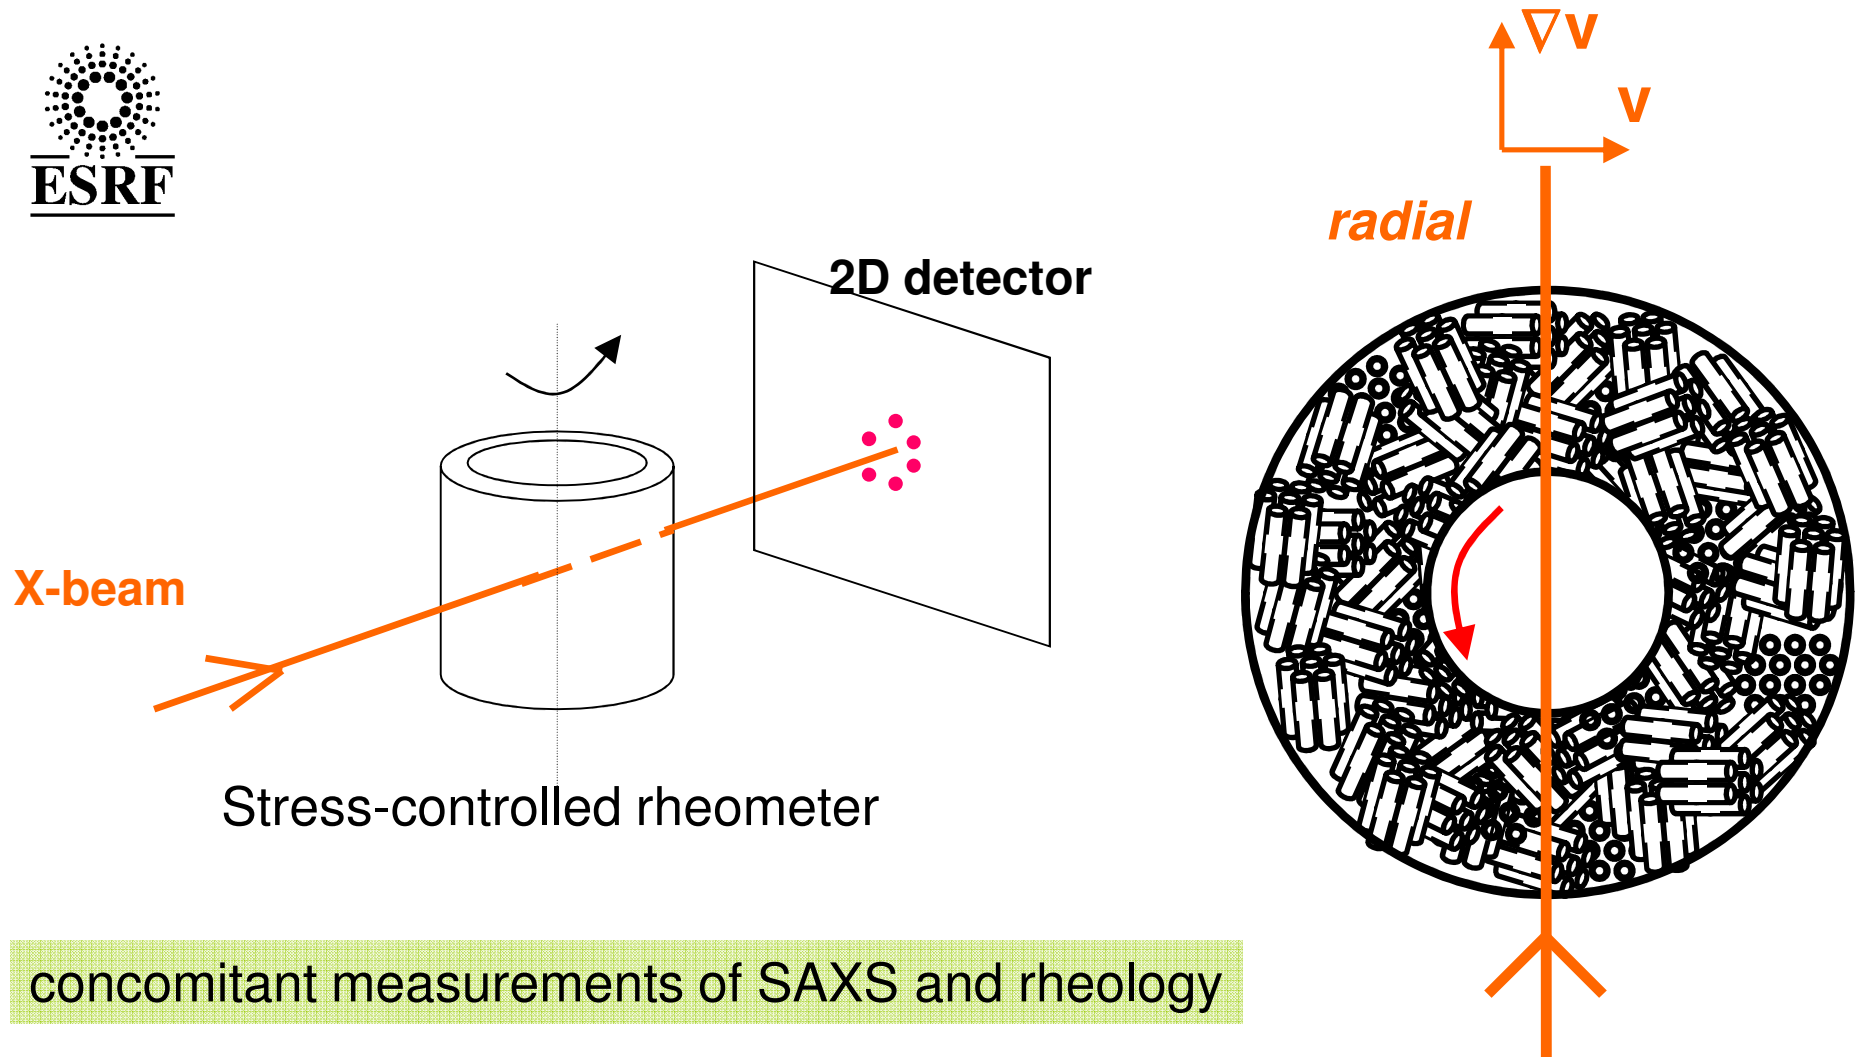 ESRF
∇v
v
radial
2D detector
X-beam
Stress-controlled rheometer
concomitant measurements of SAXS and rheology